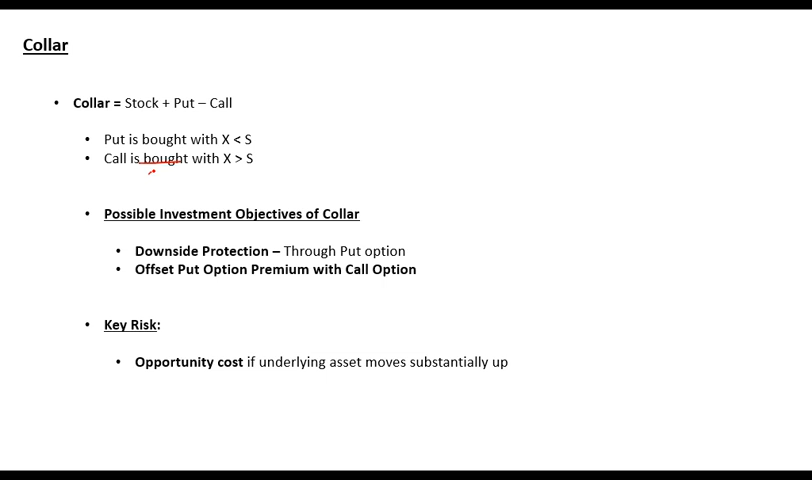 Collar
• Collar = Stock + Put – Call
• Put is bought with X < S
• Call is bought with X > S
• Possible Investment Objectives of Collar
• Downside Protection – Through Put option
• Offset Put Option Premium with Call Option
• Key Risk:
• Opportunity cost if underlying asset moves substantially up